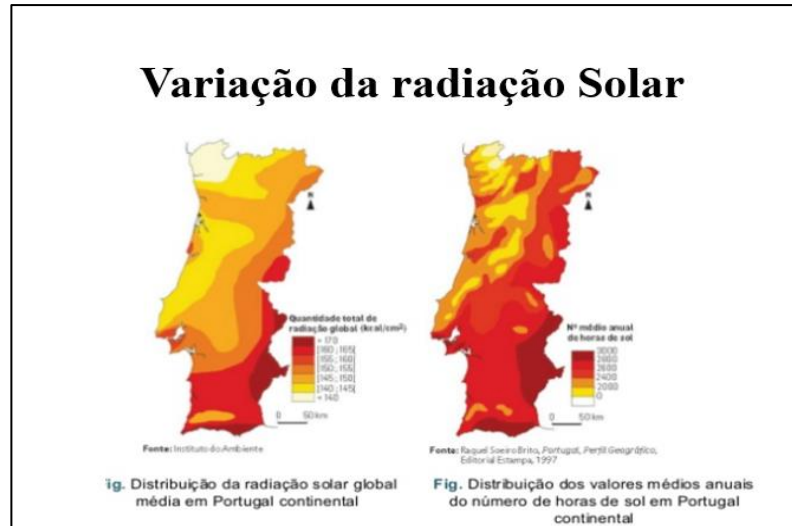 Variação da radiação Solar
N
Quantidade total de
radiação global (kcal/cm²)
> 170
[160 ; 165[
[155 ; 160[
[150 ; 155[
[145 ; 150[
[140 ; 145[
< 140
0 50 km
Fonte: Instituto do Ambiente
ig. Distribuição da radiação solar global
média em Portugal continental
N
Nº médio anual
de horas de sol
3000
2800
2600
2400
2000
0
0 50 km
Fonte: Raquel Soeiro Brito, Portugal, Perfil Geográfico,
Editorial Estampa, 1997
Fig. Distribuição dos valores médios anuais
do número de horas de sol em Portugal
continental